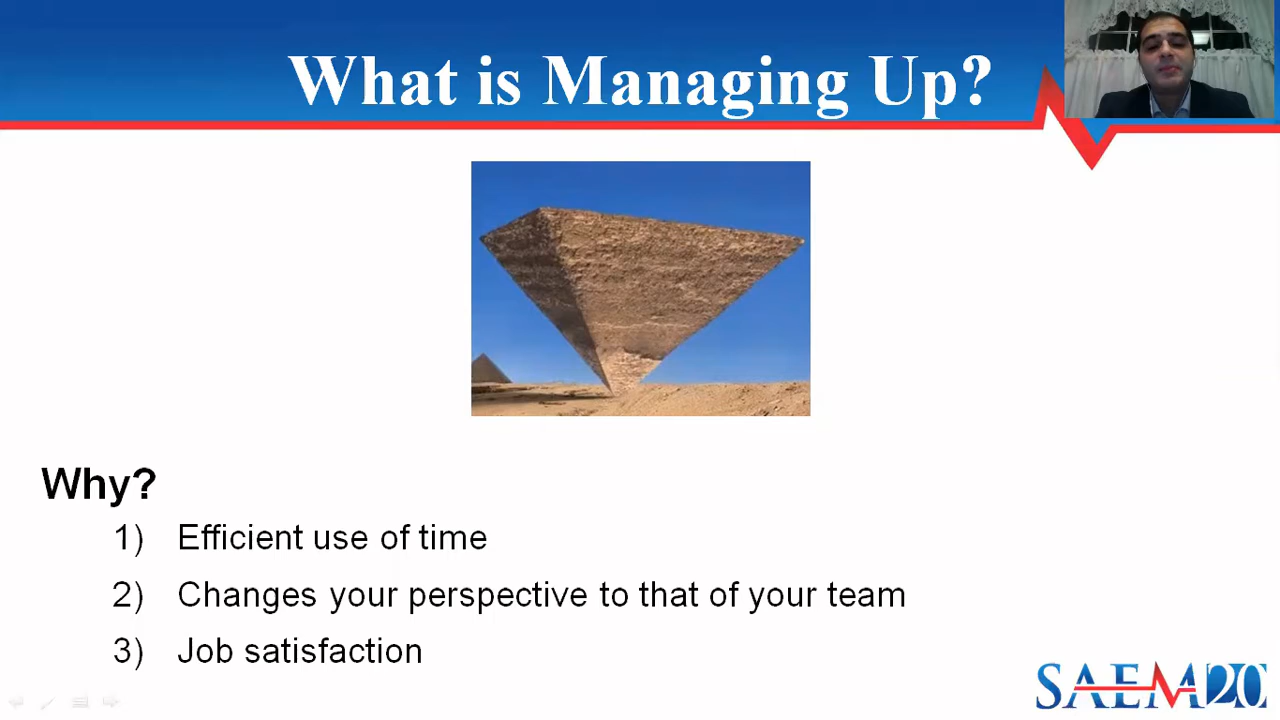 What is Managing Up?
Why?
1) Efficient use of time
2) Changes your perspective to that of your team
3) Job satisfaction
SAEM20